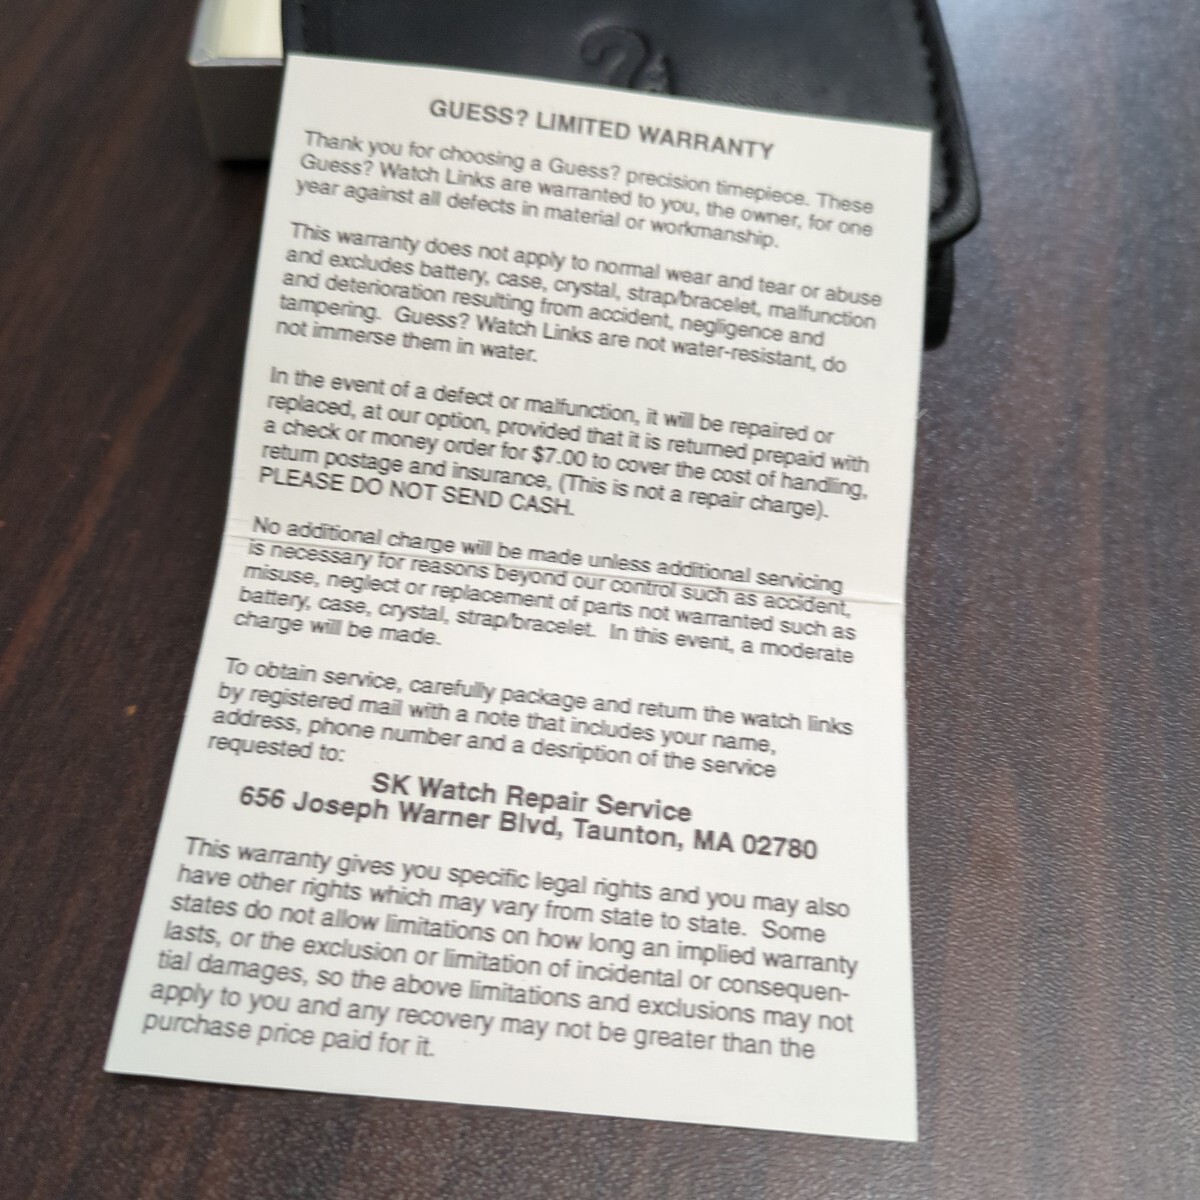 ?
GUESS? LIMITED WARRANTY
Thank you for choosing a Guess? precision timepiece. These
Guess? Watch Links are warranted to you, the owner, for one
year against all defects in material or workmanship.
This warranty does not apply to normal wear and tear or abuse
and excludes battery, case, crystal, strap/bracelet, malfunction
and deterioration resulting from accident, negligence and
tampering. Guess? Watch Links are not water-resistant, do
not immerse them in water.
In the event of a defect or malfunction, it will be repaired or
replaced, at our option, provided that it is returned prepaid with
a check or money order for $7.00 to cover the cost of handling,
return postage and insurance, (This is not a repair charge).
PLEASE DO NOT SEND CASH.
No additional charge will be made unless additional servicing
is necessary for reasons beyond our control such as accident,
misuse, neglect or replacement of parts not warranted such as
battery, case, crystal, strap/bracelet. In this event, a moderate
charge will be made.
To obtain service, carefully package and return the watch links
by registered mail with a note that includes your name,
address, phone number and a desription of the service
requested to:
SK Watch Repair Service
656 Joseph Warner Blvd, Taunton, MA 02780
This warranty gives you specific legal rights and you may also
have other rights which may vary from state to state. Some
states do not allow limitations on how long an implied warranty
lasts, or the exclusion or limitation of incidental or consequen-
tial damages, so the above limitations and exclusions may not
apply to you and any recovery may not be greater than the
purchase price paid for it.